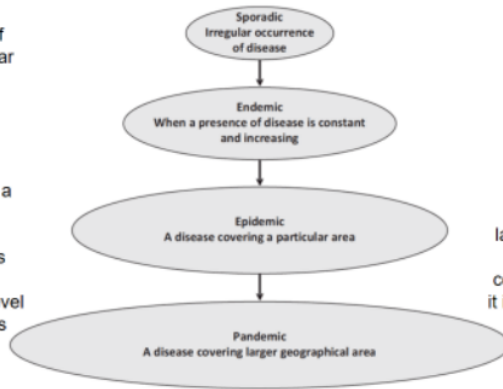 Sporadic
Irregular occurrence
of disease
Endemic
When a presence of disease is constant
and increasing
a
Epidemic
A disease covering a particular area
Pandemic
A disease covering larger geographical area